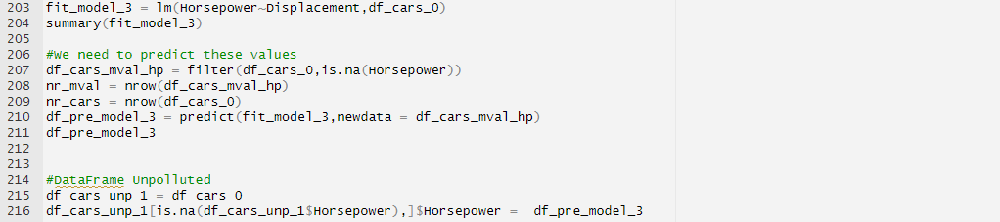 203 fit_model_3 = lm(Horsepower~Displacement,df_cars_0)
204 summary(fit_model_3)
205
206 #We need to predict these values
207 df_cars_mval_hp = filter(df_cars_0,is.na(Horsepower))
208 nr_mval = nrow(df_cars_mval_hp)
209 nr_cars = nrow(df_cars_0)
210 df_pre_model_3 = predict(fit_model_3,newdata = df_cars_mval_hp)
211 df_pre_model_3
212
213
214 #DataFrame Unpolluted
215 df_cars_unp_1 = df_cars_0
216 df_cars_unp_1[is.na(df_cars_unp_1$Horsepower),]$Horsepower =  df_pre_model_3